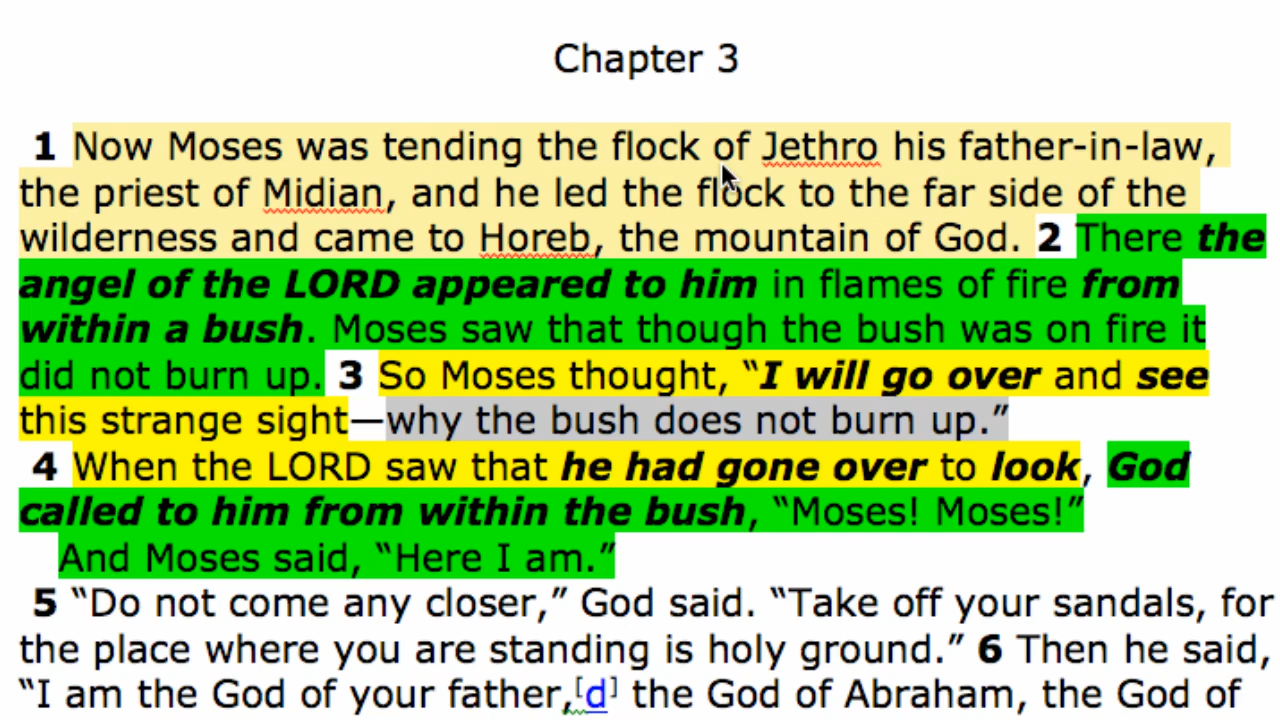 Chapter 3
1 Now Moses was tending the flock of Jethro his father-in-law,
the priest of Midian, and he led the flock to the far side of the
wilderness and came to Horeb, the mountain of God. 2 There the
angel of the LORD appeared to him in flames of fire from
within a bush. Moses saw that though the bush was on fire it
did not burn up. 3 So Moses thought, “I will go over and see
this strange sight—why the bush does not burn up.”
4 When the LORD saw that he had gone over to look, God
called to him from within the bush, “Moses! Moses!”
And Moses said, “Here I am.”
5 “Do not come any closer,” God said. “Take off your sandals, for
the place where you are standing is holy ground.” 6 Then he said,
“I am the God of your father,[d] the God of Abraham, the God of